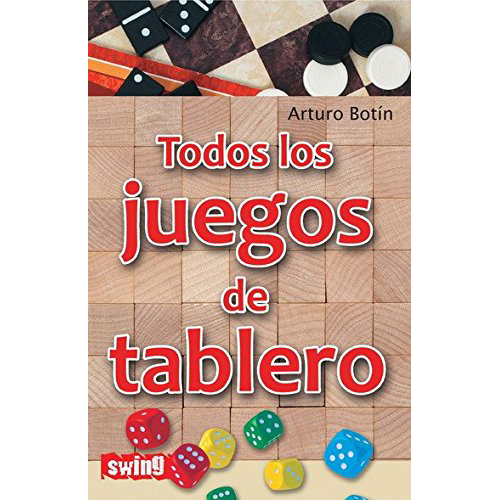 Arturo Botín
Todos los
juegos
de
tablero
swing